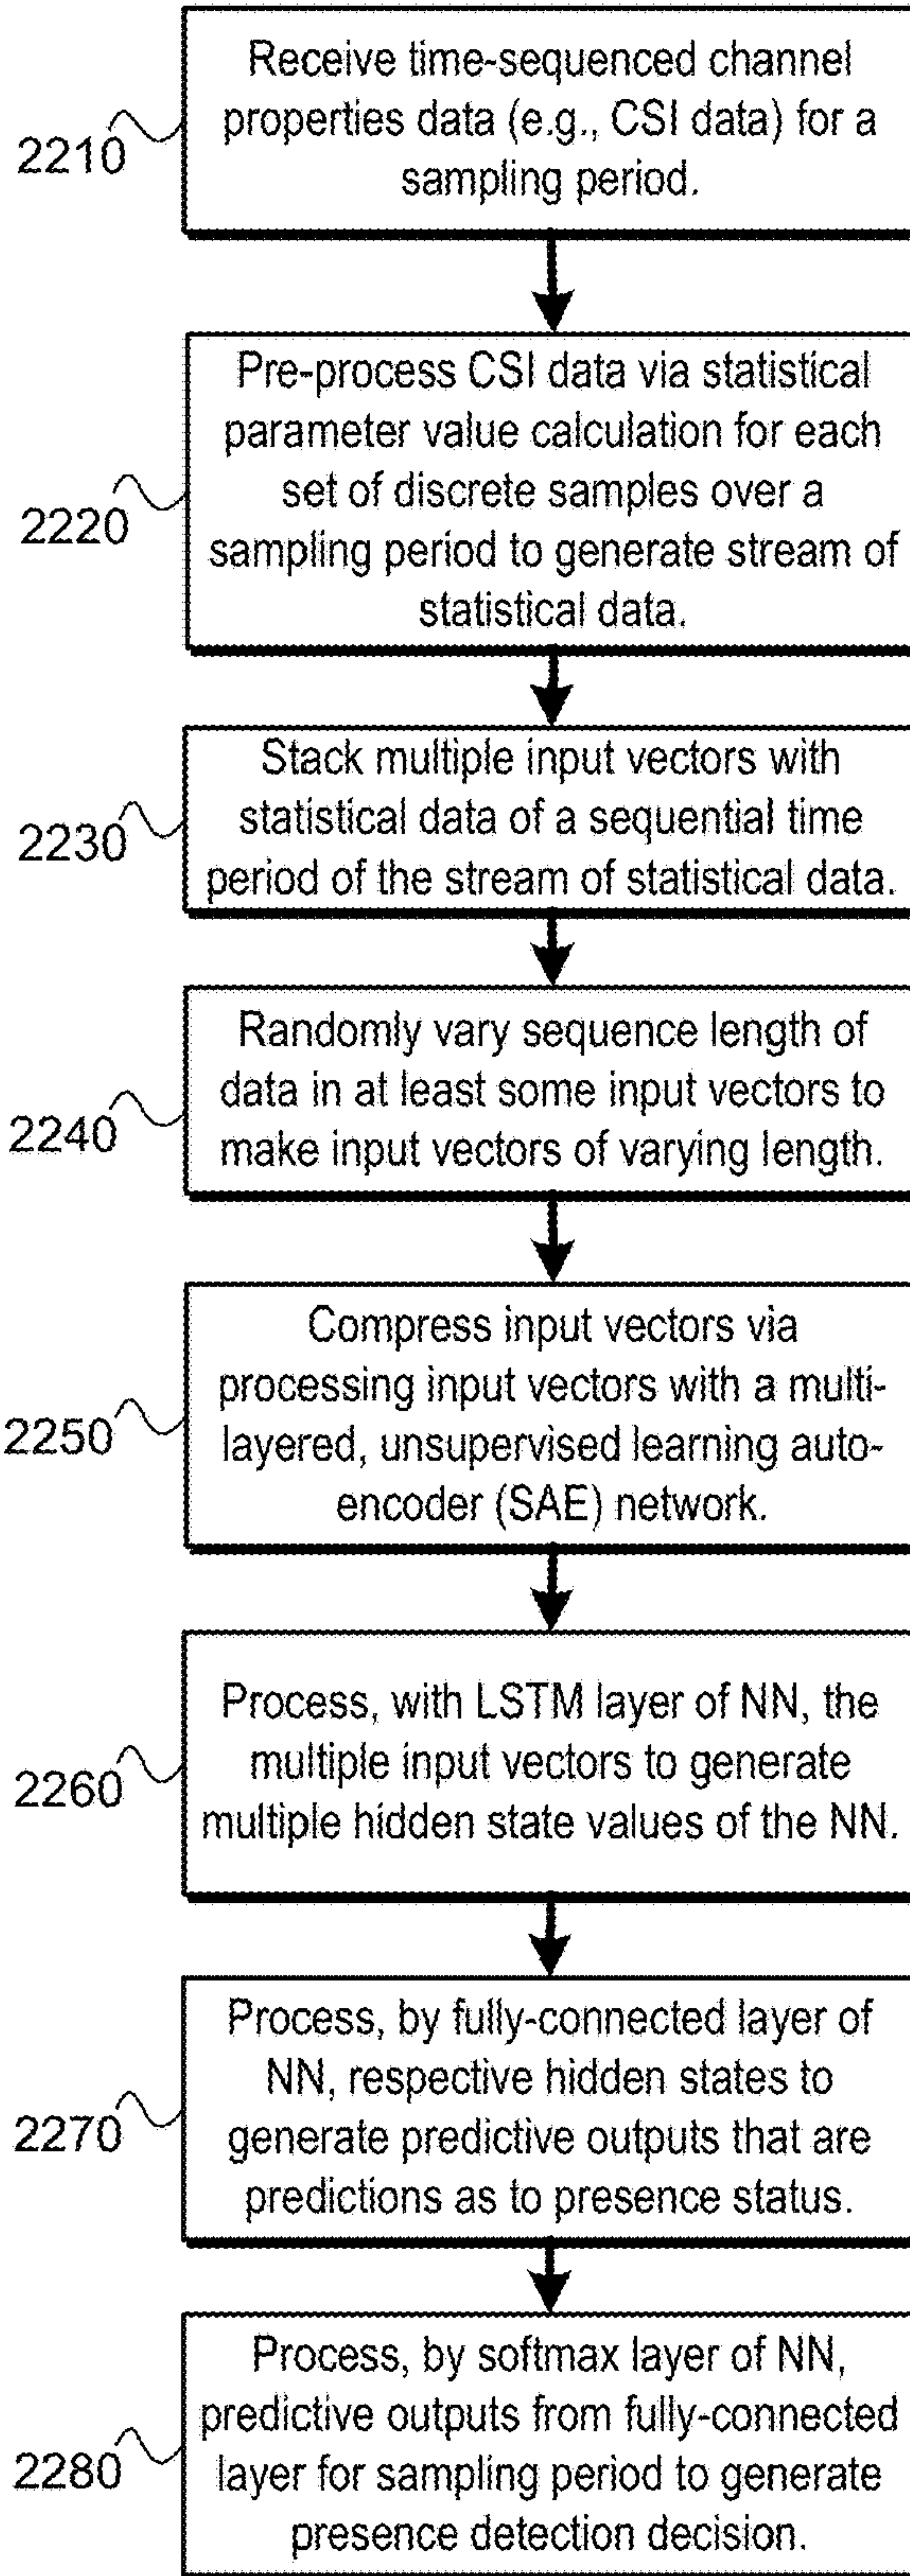 Receive time-sequenced channel
properties data (e.g., CSI data) for a
sampling period.
2210
Pre-process CSI data via statistical
parameter value calculation for each
set of discrete samples over a
sampling period to generate stream of
statistical data.
2220
Stack multiple input vectors with
statistical data of a sequential time
period of the stream of statistical data.
2230
Randomly vary sequence length of
data in at least some input vectors to
make input vectors of varying length.
2240
Compress input vectors via
processing input vectors with a multi-
layered, unsupervised learning auto-
encoder (SAE) network.
2250
Process, with LSTM layer of NN, the
multiple input vectors to generate
multiple hidden state values of the NN.
2260
Process, by fully-connected layer of
NN, respective hidden states to
generate predictive outputs that are
predictions as to presence status.
2270
Process, by softmax layer of NN,
predictive outputs from fully-connected
layer for sampling period to generate
presence detection decision.
2280